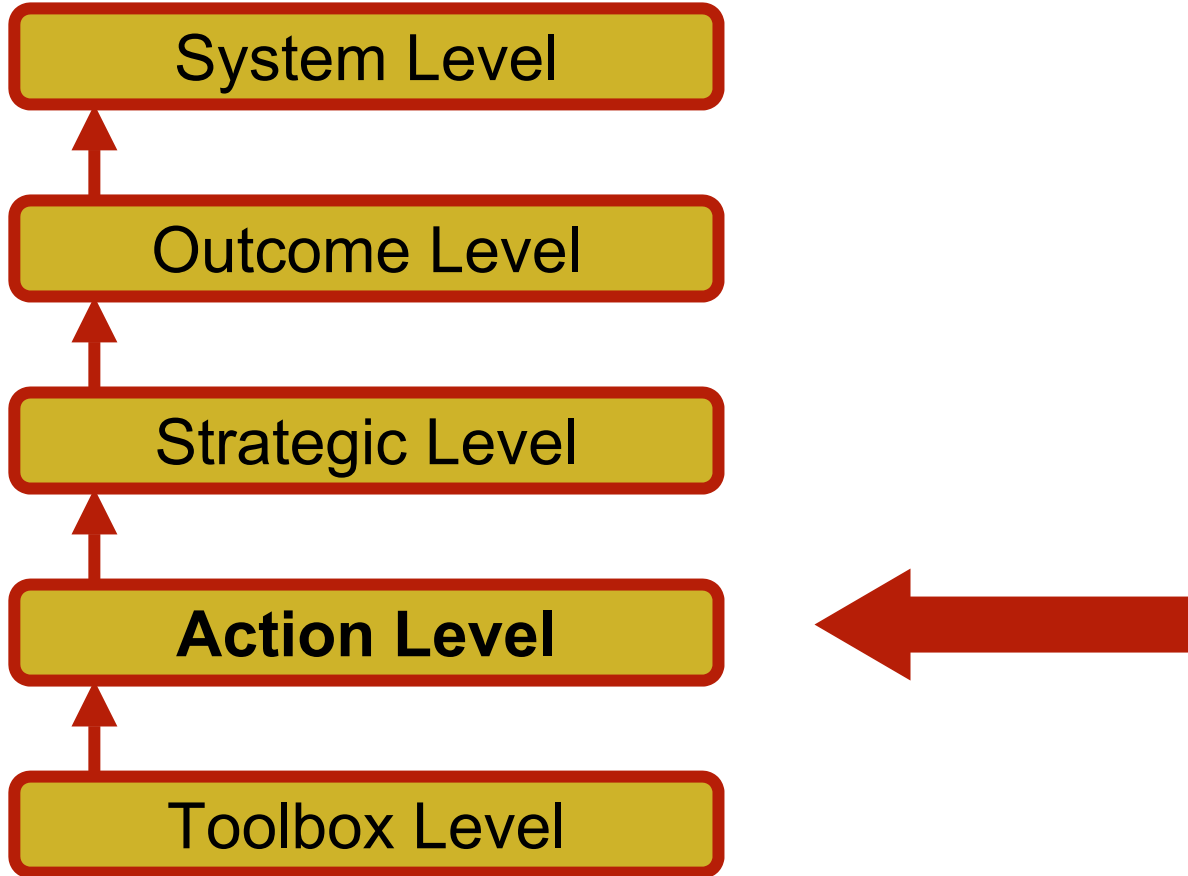 System Level
Outcome Level
Strategic Level
Action Level
Toolbox Level